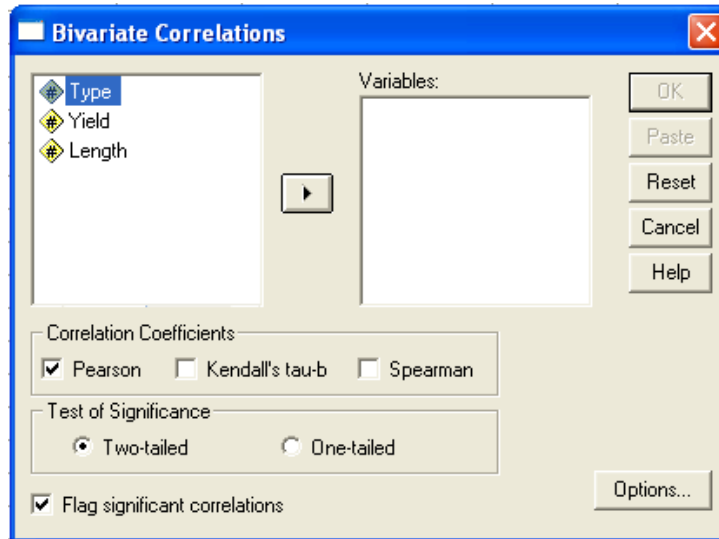 Bivariate Correlations
Type
Yield
Length
Variables:
OK
Paste
Reset
Cancel
Help
Correlation Coefficients
Pearson
Kendall's tau-b
Spearman
Test of Significance
Two-tailed
One-tailed
Flag significant correlations
Options...